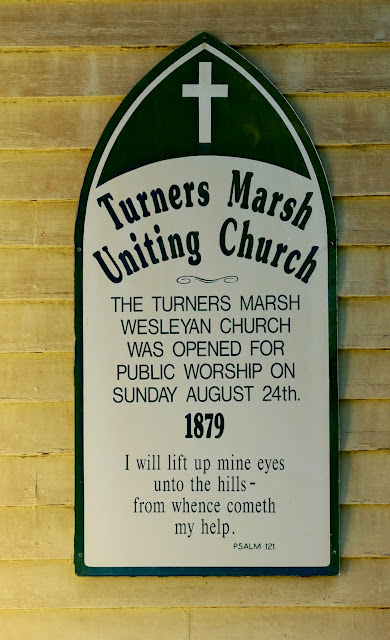 Turners Marsh
Uniting Church
THE TURNERS MARSH
WESLEYAN CHURCH
WAS OPENED FOR
PUBLIC WORSHIP ON
SUNDAY AUGUST 24th.
1879
I will lift up mine eyes
unto the hills-
from whence cometh
my help.
PSALM 121